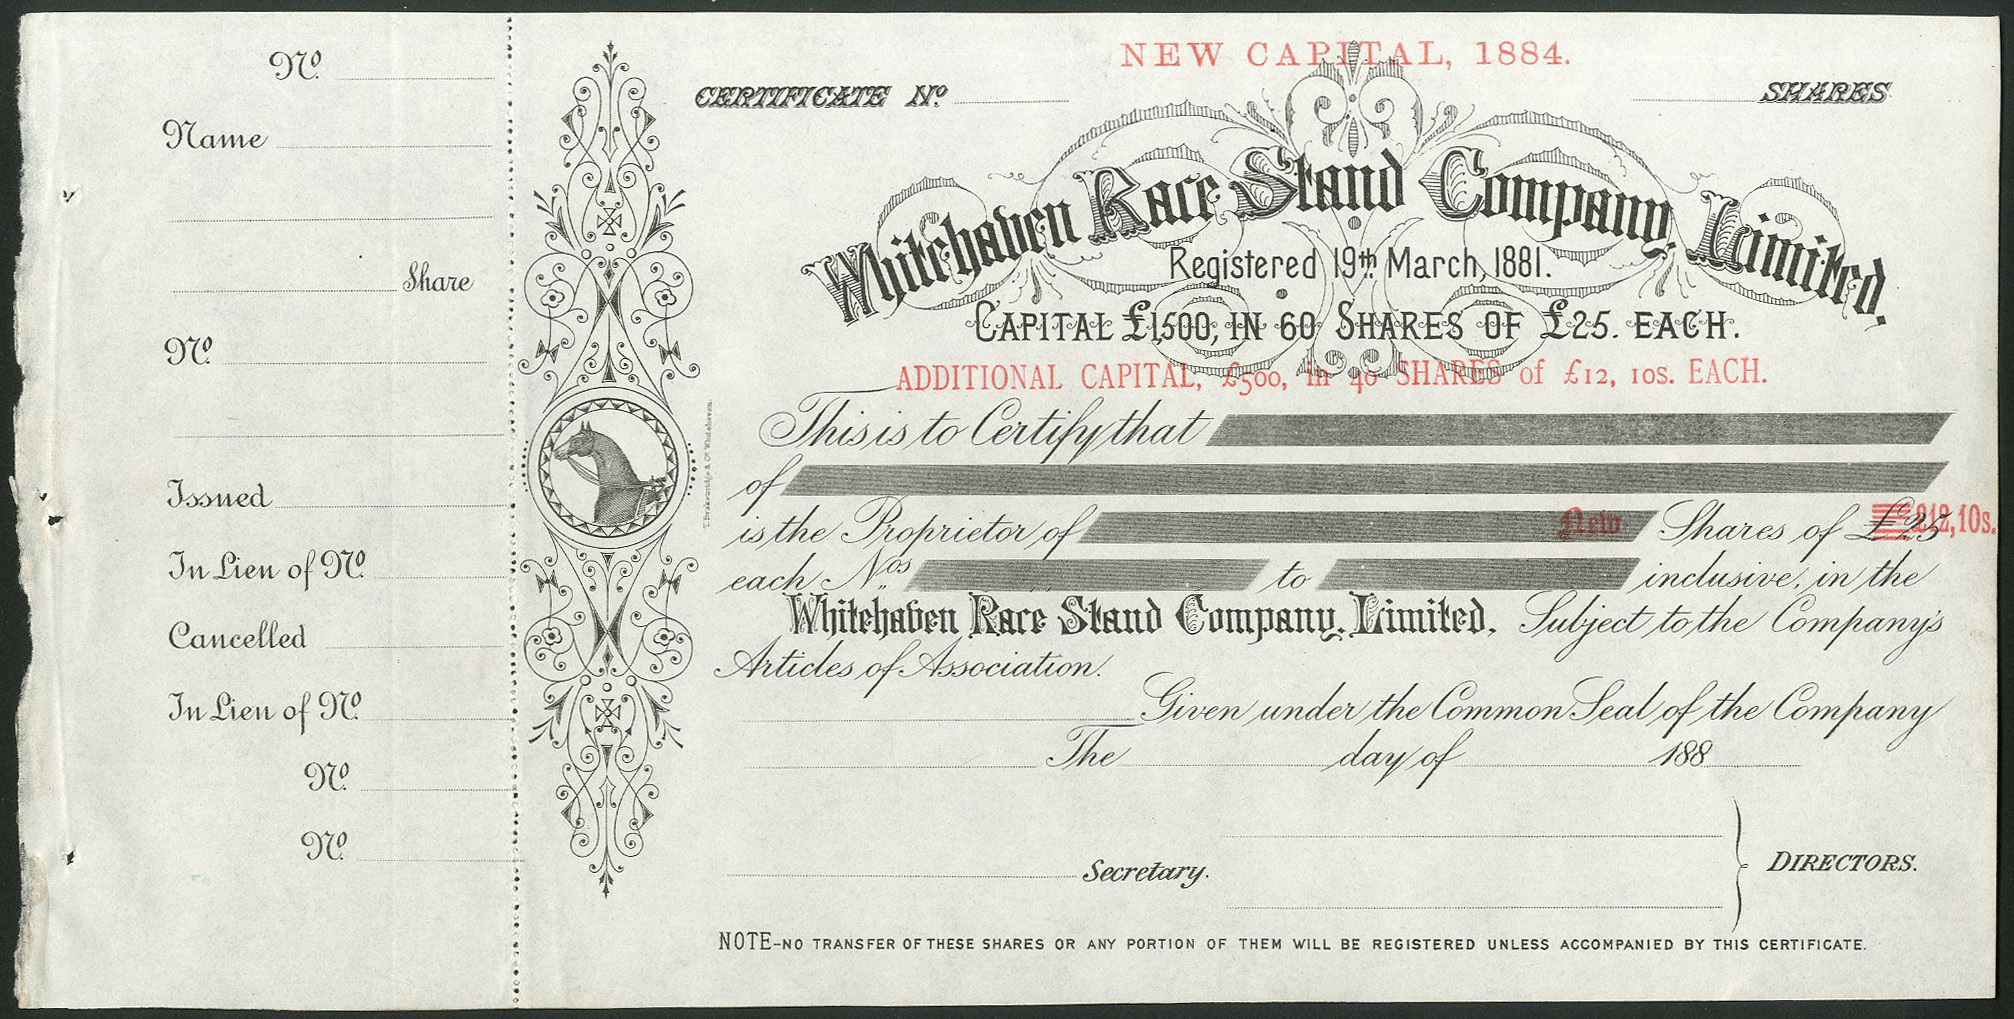 No.
Name
Share
No.
Issued
In Lieu of No.
Cancelled
In Lieu of No.
No.
No.
T. Brakenridge & Co. Whitehaven.
NEW CAPITAL, 1884.
CERTIFICATE No.
SHARES
Whitehaven Race Stand Company, Limited.
Registered 19th March, 1881.
CAPITAL £1,500, IN 60 SHARES OF £25. EACH.
ADDITIONAL CAPITAL, £500, in 40 SHARES of £12, 10s. EACH.
This is to Certify that
of
is the Proprietor of New Shares of £25 £12, 10s.
each Nos to inclusive, in the
Whitehaven Race Stand Company, Limited, Subject to the Company's
Articles of Association.
Given under the Common Seal of the Company
The day of 188
Secretary.
DIRECTORS.
NOTE-NO TRANSFER OF THESE SHARES OR ANY PORTION OF THEM WILL BE REGISTERED UNLESS ACCOMPANIED BY THIS CERTIFICATE.